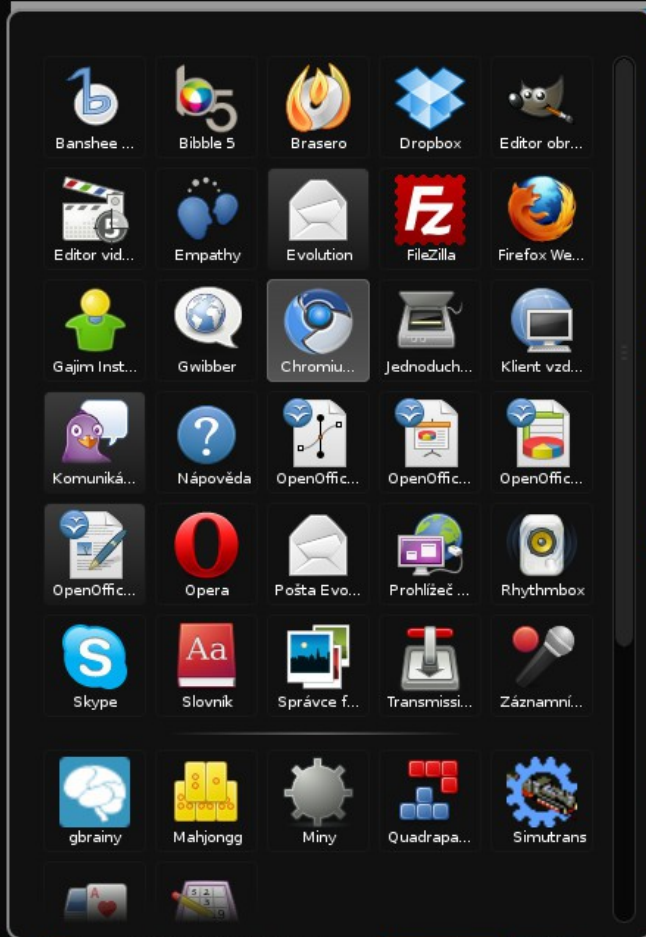 Banshee ...
Bibble 5
Brasero
Dropbox
Editor obr...
Editor vid...
Empathy
Evolution
FileZilla
Firefox We...
Gajim Inst...
Gwibber
Chromiu...
Jednoduch...
Klient vzd...
Komuniká...
Nápověda
OpenOffic...
OpenOffic...
OpenOffic...
OpenOffic...
Opera
Pošta Evo...
Prohlížeč ...
Rhythmbox
Skype
Slovník
Správce f...
Transmissi...
Záznamní...
gbrainy
Mahjongg
Miny
Quadrapa...
Simutrans